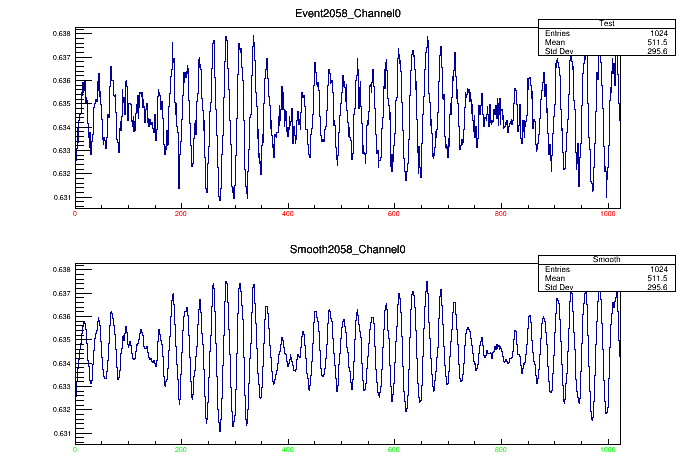 Event2058_Channel0
Test
Entries 1024
Mean 511.5
Std Dev 295.6
0.638
0.637
0.636
0.635
0.634
0.633
0.632
0.631
0 200 400 600 800 1000
Smooth2058_Channel0
Smooth
Entries 1024
Mean 511.5
Std Dev 295.6
0.638
0.637
0.636
0.635
0.634
0.633
0.632
0.631
0 200 400 600 800 1000